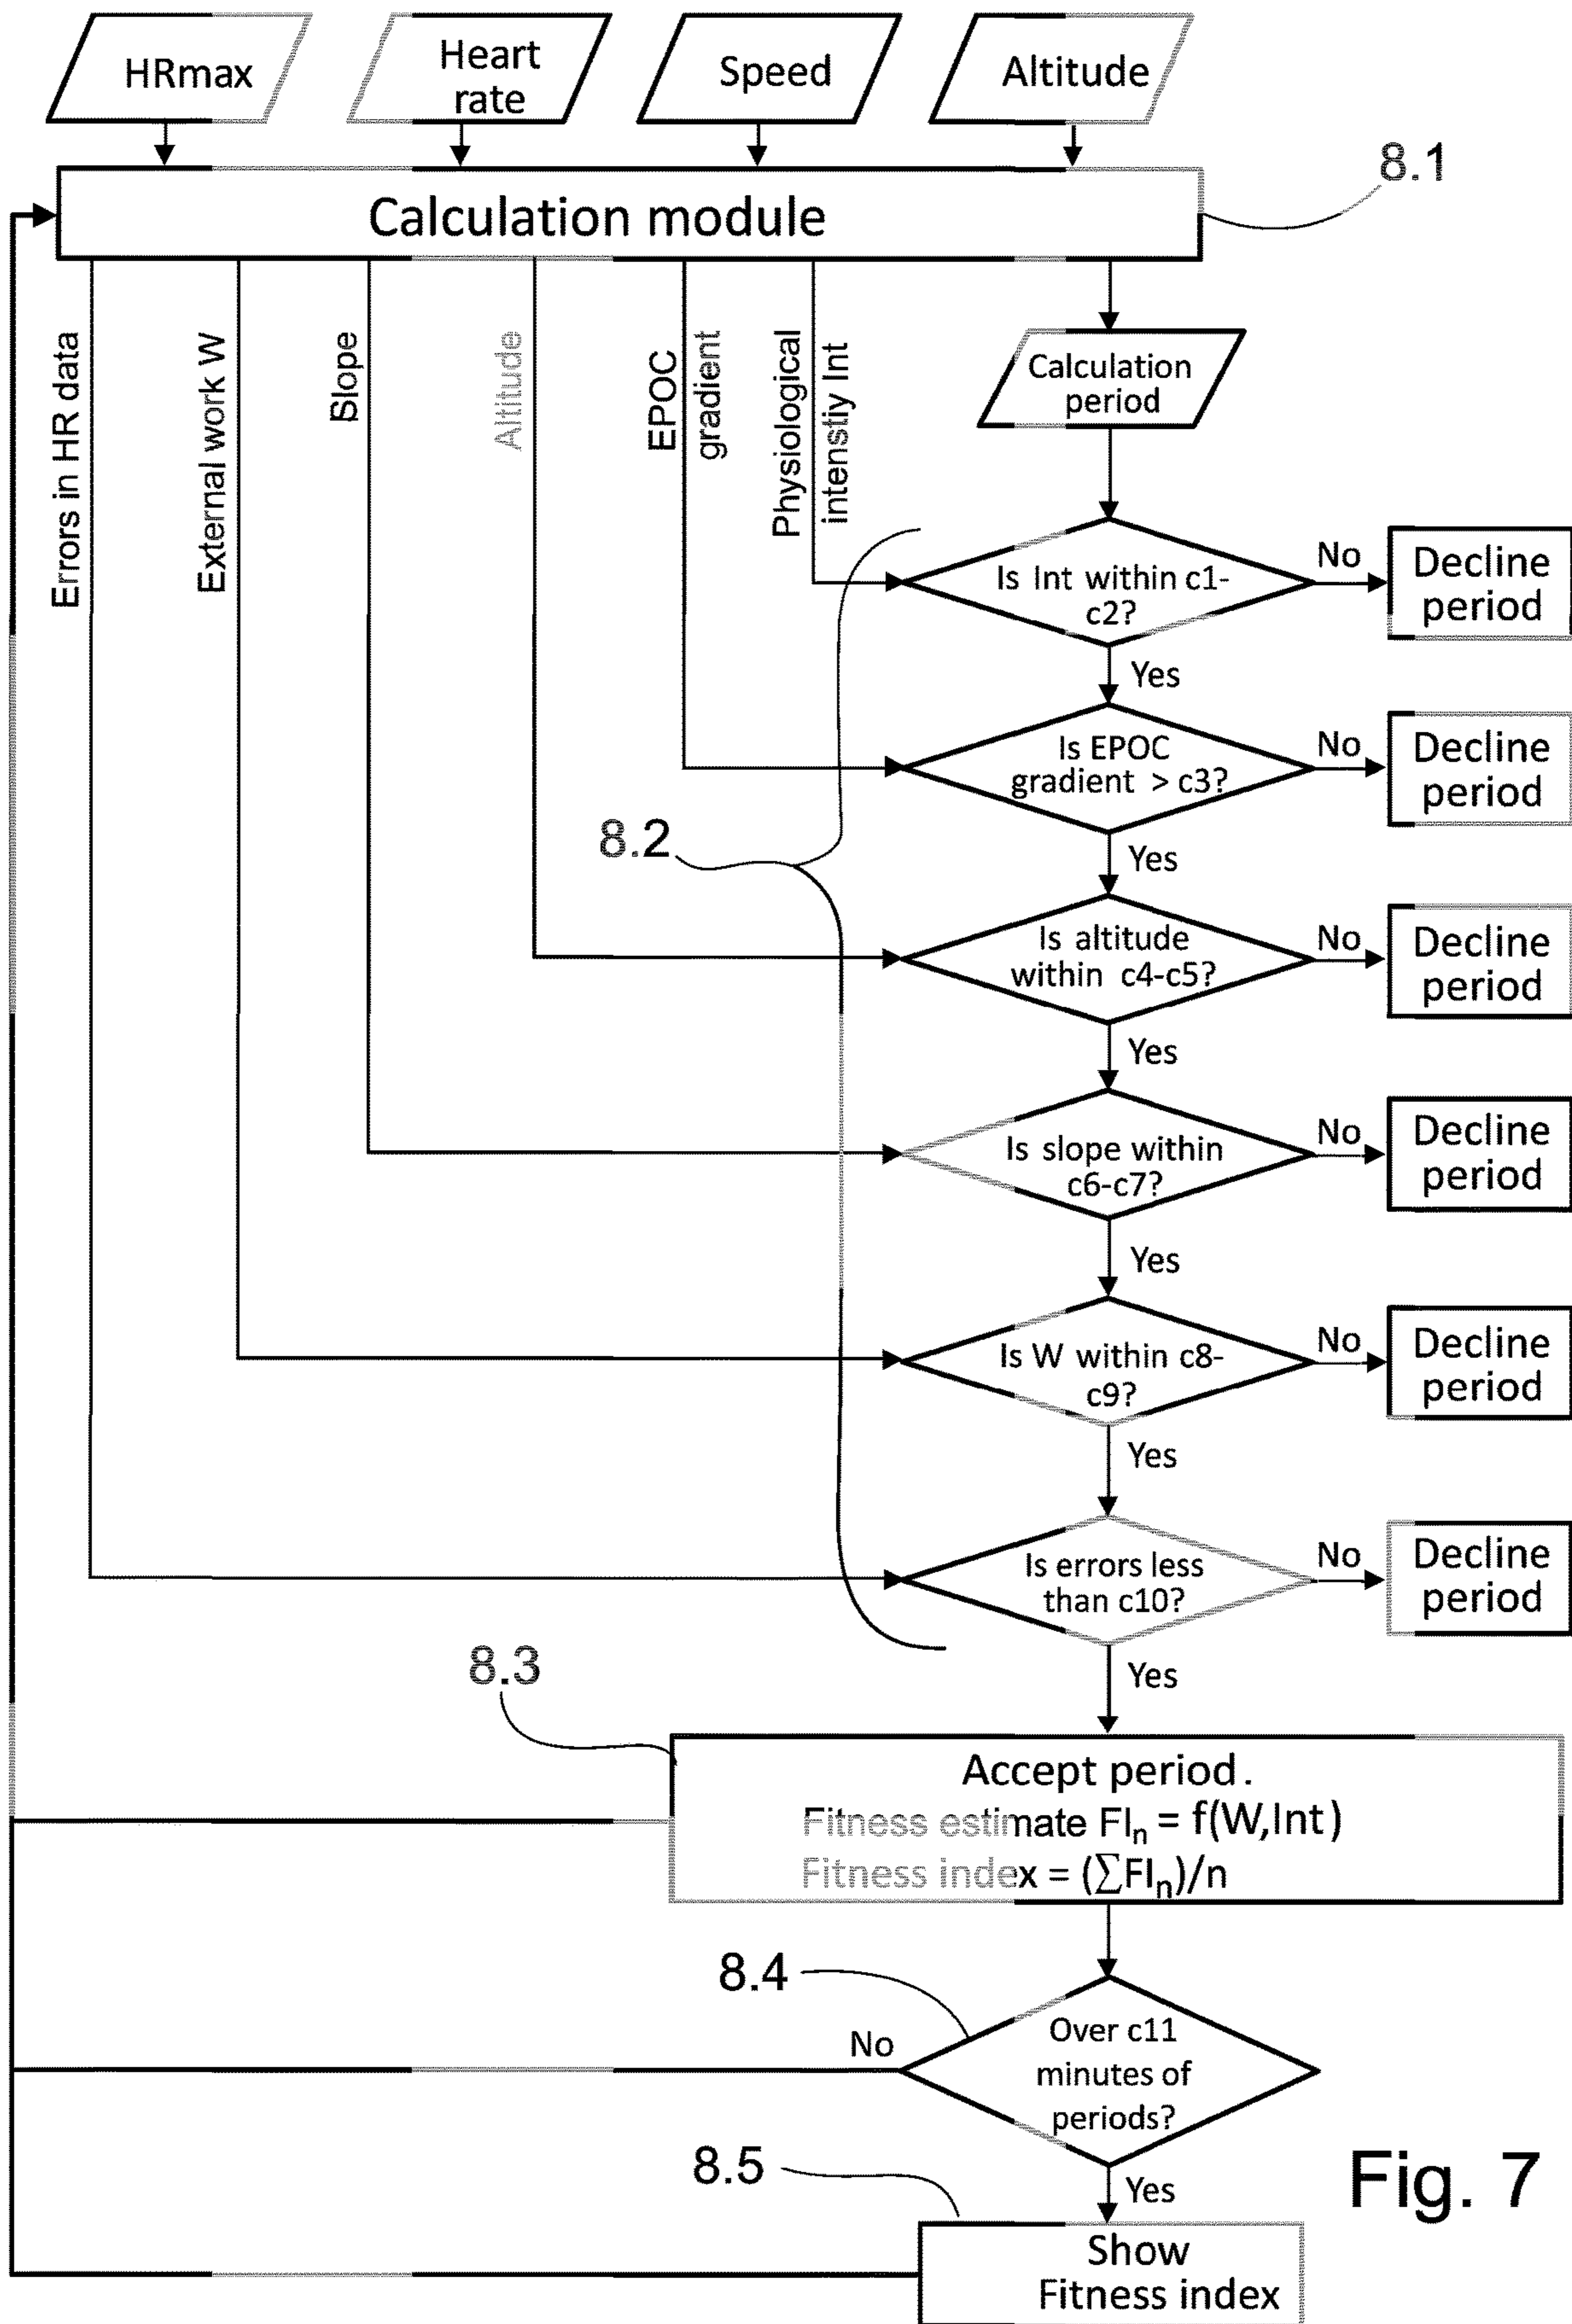 HRmax
Heart
rate
Speed
Altitude
8.1
Calculation module
Errors in HR data
External work W
Slope
Altitude
EPOC
gradient
Physiological
intenstiy Int
Calculation
period
Is Int within c1-
c2?
No
Decline
period
Yes
Is EPOC
gradient > c3?
No
Decline
period
8.2
Yes
Is altitude
within c4-c5?
No
Decline
period
Yes
Is slope within
c6-c7?
No
Decline
period
Yes
Is W within c8-
c9?
No
Decline
period
Yes
Is errors less
than c10?
No
Decline
period
Yes
8.3
Accept period.
Fitness estimate FIn = f(W,Int)
Fitness index = (∑FIn)/n
8.4
No
Over c11
minutes of
periods?
8.5
Yes
Fig. 7
Show
Fitness index